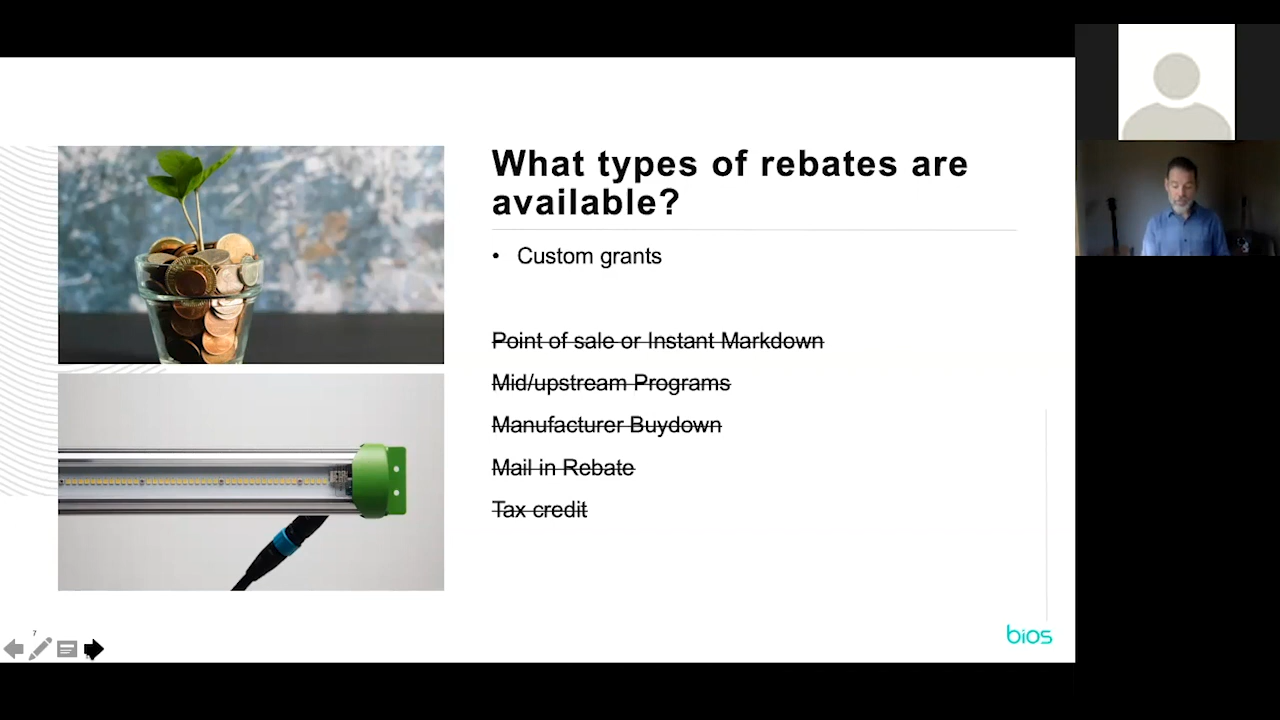 What types of rebates are
available?
• Custom grants
Point of sale or Instant Markdown
Mid/upstream Programs
Manufacturer Buydown
Mail in Rebate
Tax credit
7
bios